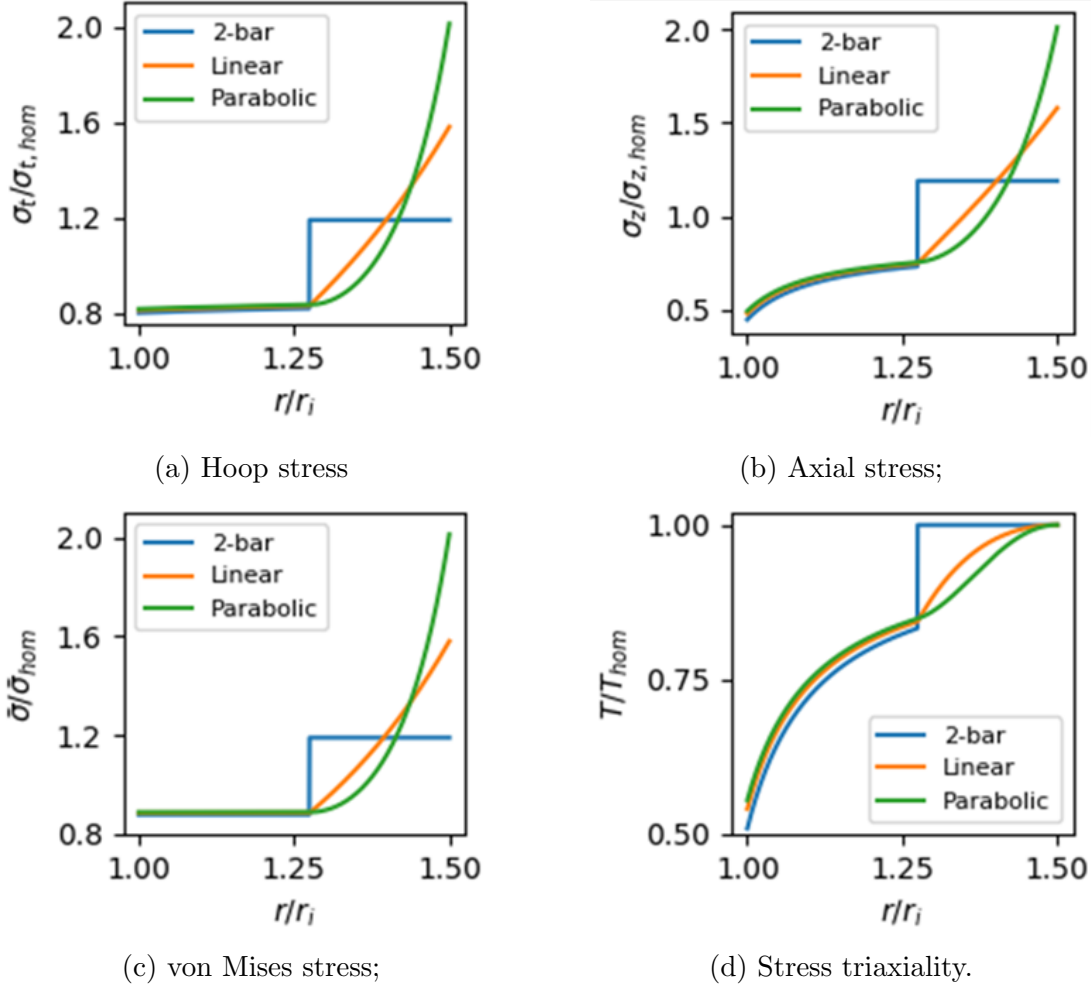 2.0
1.6
1.2
0.8
σt/σt,hom
2-bar
Linear
Parabolic
1.00 1.25 1.50
r/ri
(a) Hoop stress
2.0
1.5
1.0
0.5
σz/σz,hom
2-bar
Linear
Parabolic
1.00 1.25 1.50
r/ri
(b) Axial stress;
2.0
1.6
1.2
0.8
σ̄/σ̄hom
2-bar
Linear
Parabolic
1.00 1.25 1.50
r/ri
(c) von Mises stress;
1.00
0.75
0.50
T/Thom
2-bar
Linear
Parabolic
1.00 1.25 1.50
r/ri
(d) Stress triaxiality.